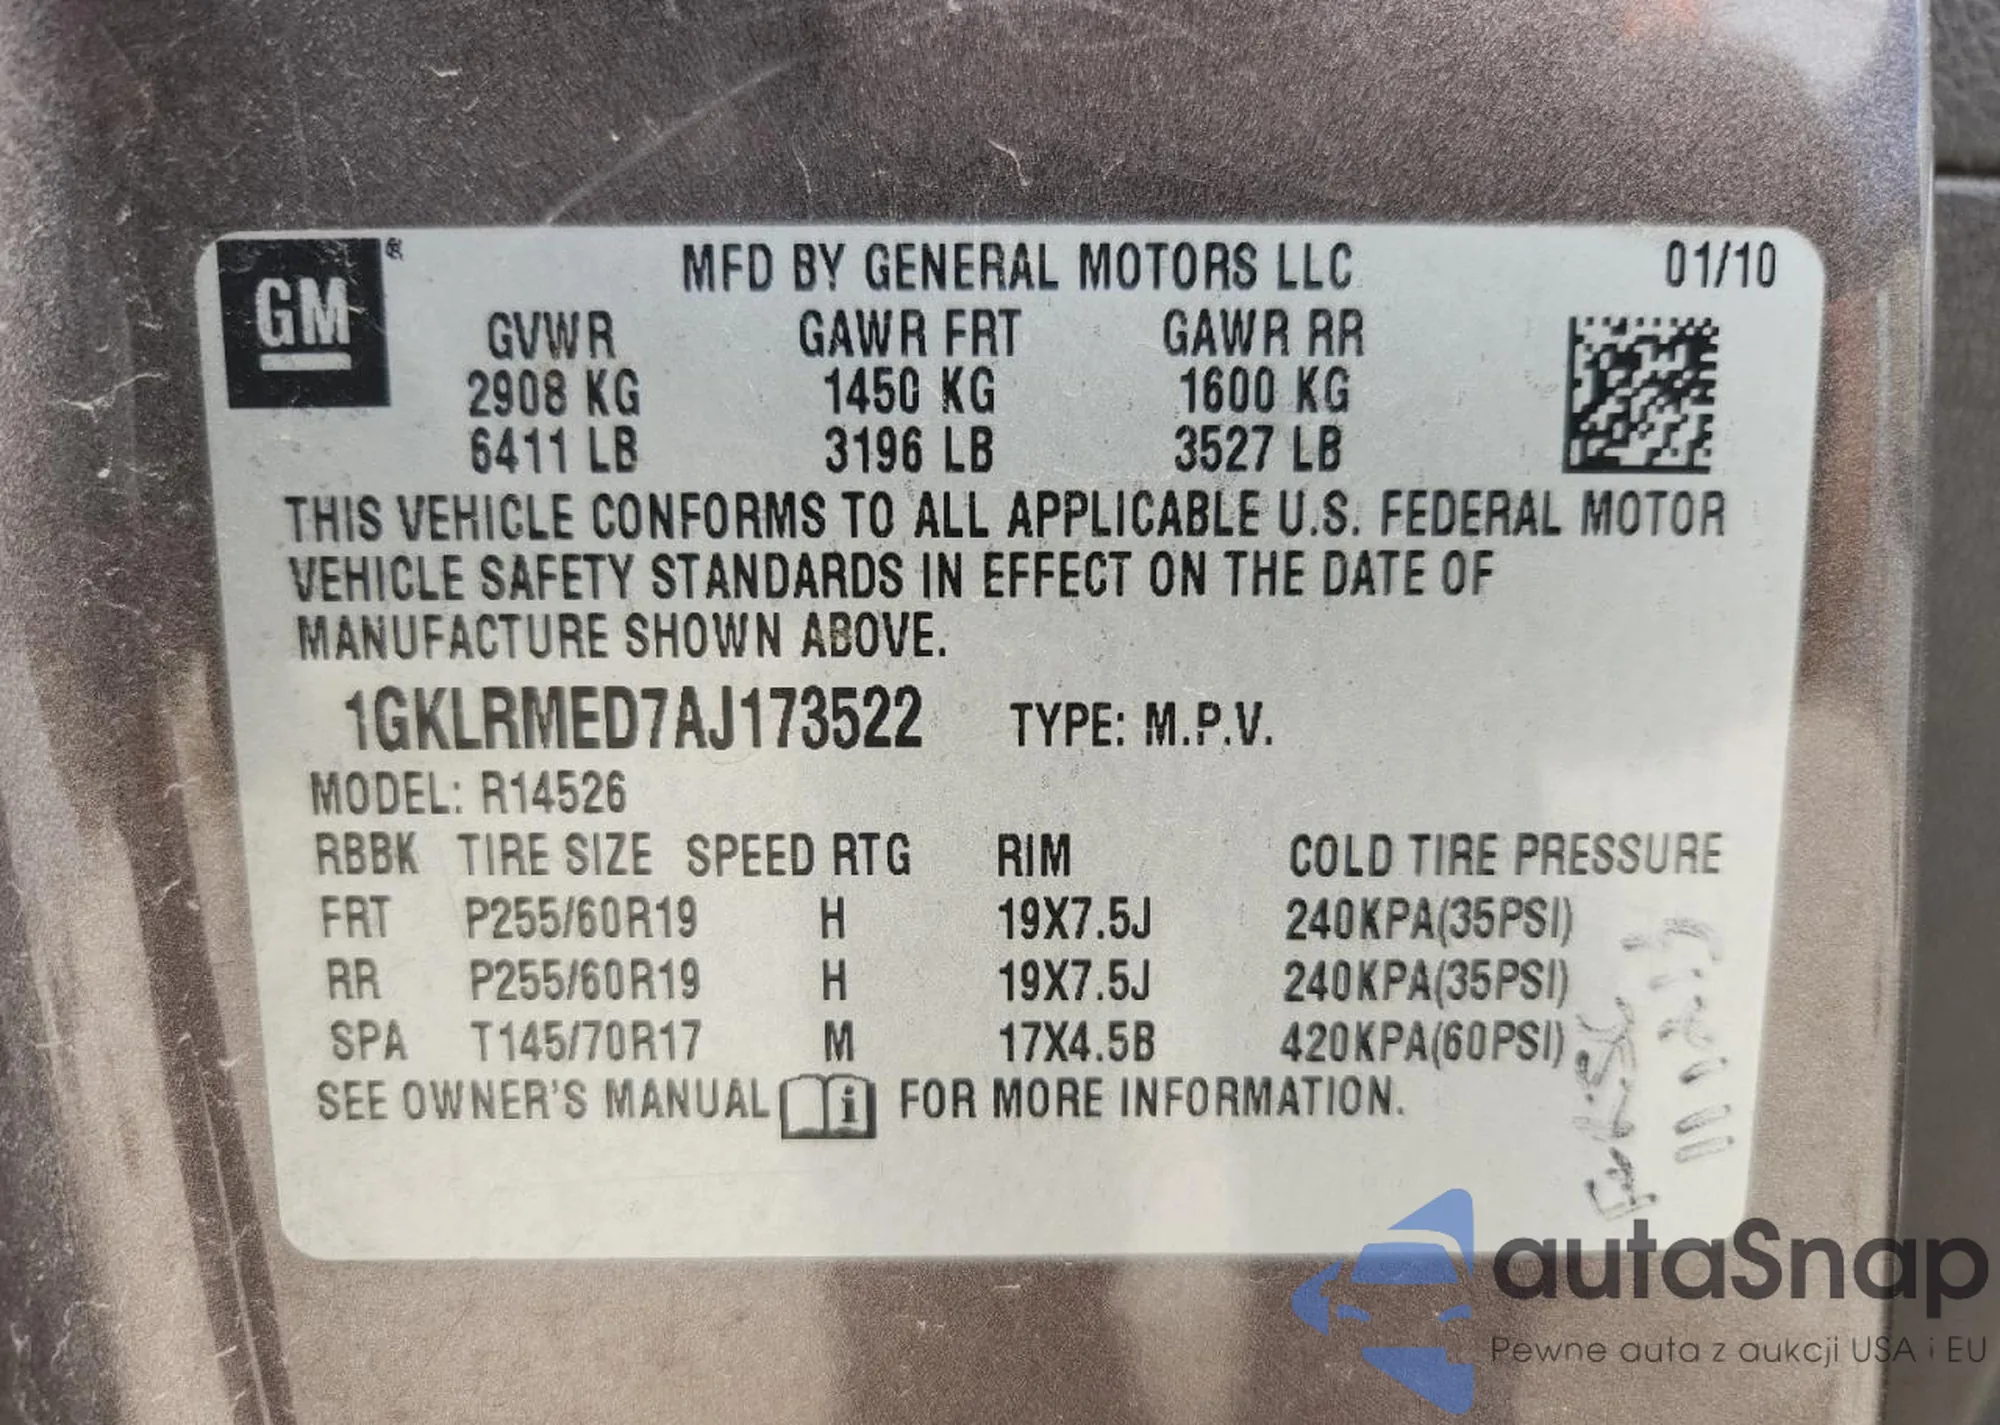 GM
MFD BY GENERAL MOTORS LLC 01/10
GVWR GAWR FRT GAWR RR
2908 KG 1450 KG 1600 KG
6411 LB 3196 LB 3527 LB
THIS VEHICLE CONFORMS TO ALL APPLICABLE U.S. FEDERAL MOTOR
VEHICLE SAFETY STANDARDS IN EFFECT ON THE DATE OF
MANUFACTURE SHOWN ABOVE.
1GKLRMED7AJ173522 TYPE: M.P.V.
MODEL: R14526
RBBK TIRE SIZE SPEED RTG RIM COLD TIRE PRESSURE
FRT P255/60R19 H 19X7.5J 240KPA(35PSI)
RR P255/60R19 H 19X7.5J 240KPA(35PSI)
SPA T145/70R17 M 17X4.5B 420KPA(60PSI)
SEE OWNER'S MANUAL i FOR MORE INFORMATION.
autaSnap
Pewne auta z aukcji USA i EU